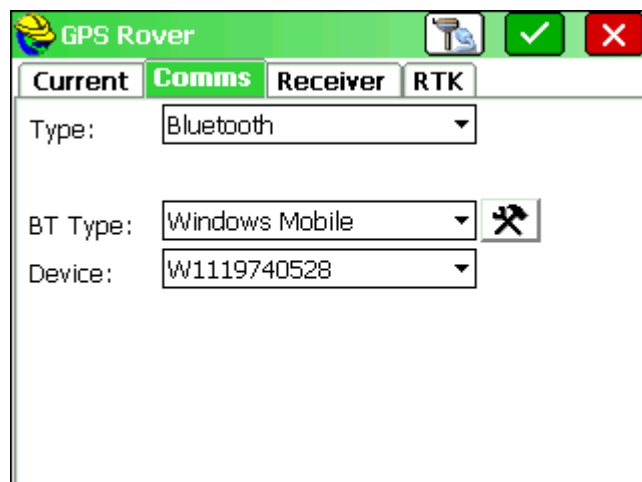 GPS Rover
Current Comms Receiver RTK
Type: Bluetooth
BT Type: Windows Mobile
Device: W1119740528